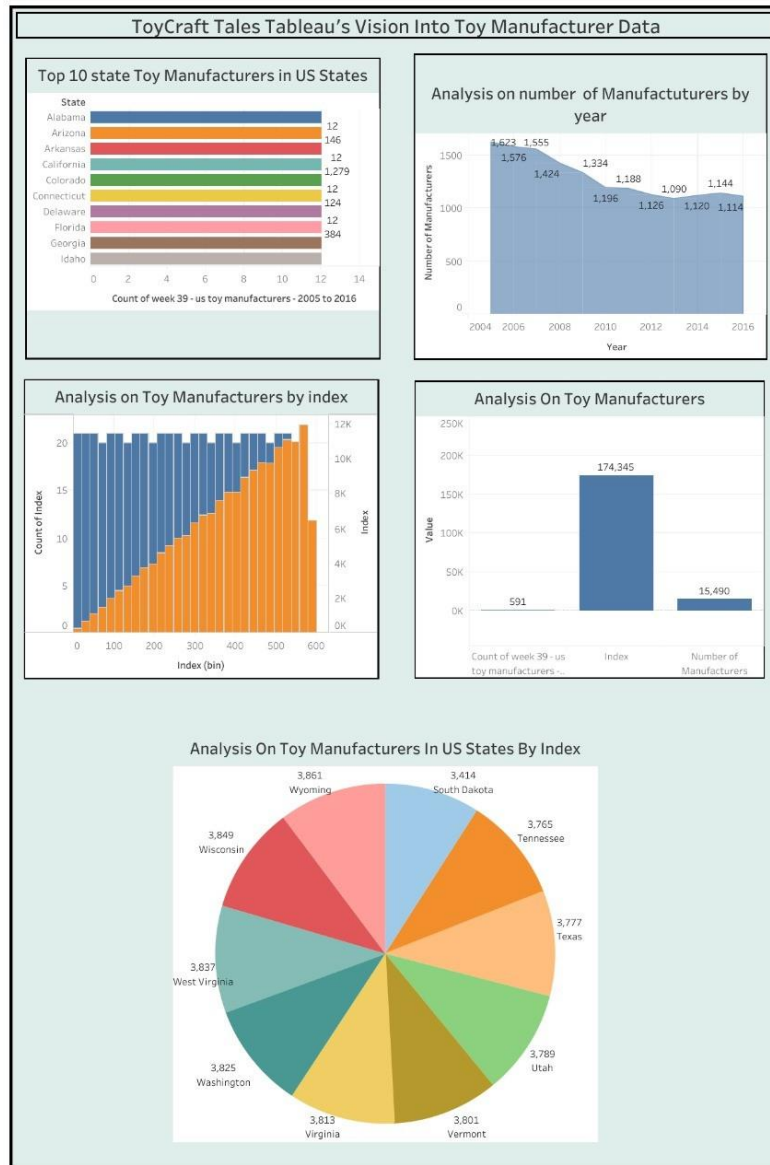 ToyCraft Tales Tableau's Vision Into Toy Manufacturer Data
Top 10 state Toy Manufacturers in US States
State
Alabama
12
Arizona
146
Arkansas
12
California
1,279
Colorado
12
Connecticut
124
Delaware
12
Florida
384
Georgia
Idaho
0 2 4 6 8 10 12 14
Count of week 39 - us toy manufacturers - 2005 to 2016
Analysis on number of Manufactuturers by
year
Number of Manufacturers
1500
1000
500
0
1,623 1,555
1,576
1,424
1,334
1,196
1,188
1,126
1,090
1,120
1,144
1,114
2004 2006 2008 2010 2012 2014 2016
Year
Analysis on Toy Manufacturers by index
Count of Index
20
15
10
5
0
12K
10K
8K
6K
4K
2K
0K
Index
0 100 200 300 400 500 600
Index (bin)
Analysis On Toy Manufacturers
Value
250K
200K
150K
100K
50K
0K
591
174,345
15,490
Count of week 39 - us
toy manufacturers -..
Index
Number of
Manufacturers
Analysis On Toy Manufacturers In US States By Index
3,861
Wyoming
3,414
South Dakota
3,849
Wisconsin
3,765
Tennessee
3,777
Texas
3,837
West Virginia
3,789
Utah
3,825
Washington
3,813
Virginia
3,801
Vermont